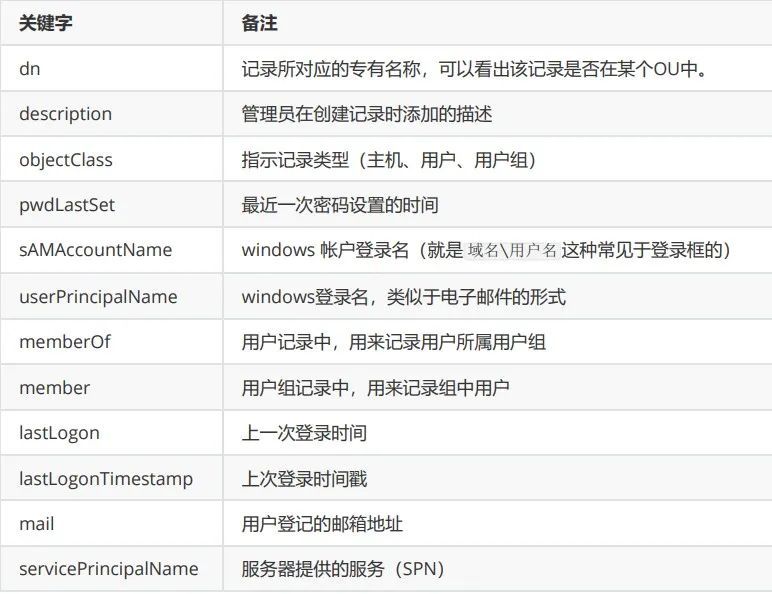 关键字 备注
dn 记录所对应的专有名称，可以看出该记录是否在某个OU中。
description 管理员在创建记录时添加的描述
objectClass 指示记录类型（主机、用户、用户组）
pwdLastSet 最近一次密码设置的时间
sAMAccountName windows 帐户登录名（就是 域名\用户名 这种常见于登录框的）
userPrincipalName windows登录名，类似于电子邮件的形式
memberOf 用户记录中，用来记录用户所属用户组
member 用户组记录中，用来记录组中用户
lastLogon 上一次登录时间
lastLogonTimestamp 上次登录时间戳
mail 用户登记的邮箱地址
servicePrincipalName 服务器提供的服务（SPN）